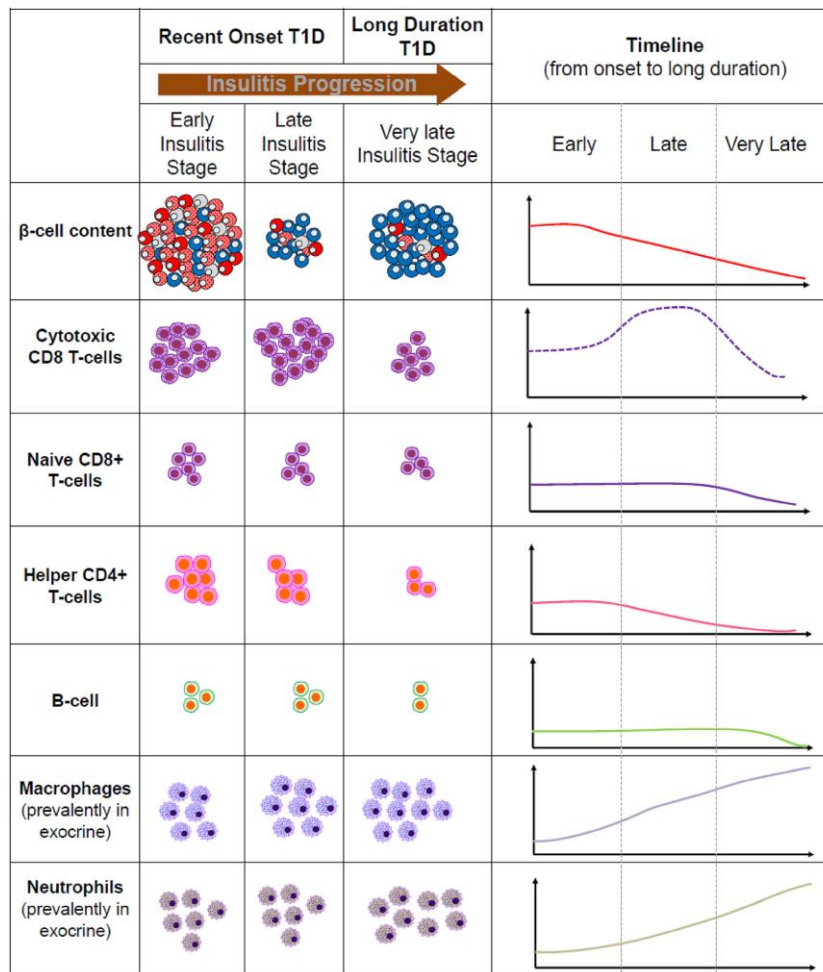 Recent Onset T1D
Long Duration
T1D
Timeline
(from onset to long duration)
Insulitis Progression
Early
Insulitis
Stage
Late
Insulitis
Stage
Very late
Insulitis Stage
Early
Late
Very Late
β-cell content
Cytotoxic
CD8 T-cells
Naive CD8+
T-cells
Helper CD4+
T-cells
B-cell
Macrophages
(prevalently in
exocrine)
Neutrophils
(prevalently in
exocrine)